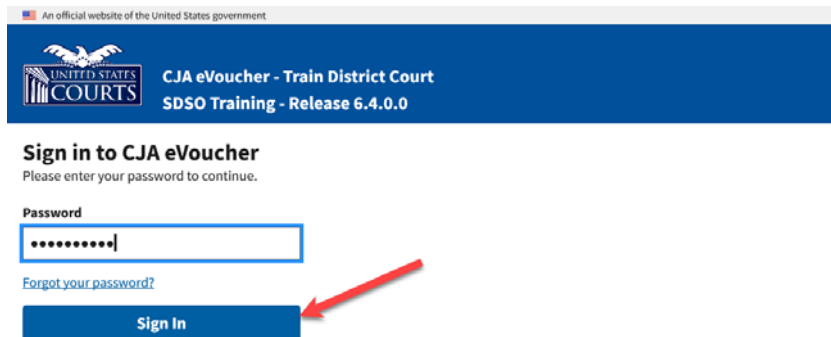 An official website of the United States government
UNITED STATES
COURTS
CJA eVoucher - Train District Court
SDSO Training - Release 6.4.0.0
Sign in to CJA eVoucher
Please enter your password to continue.
Password
••••••••••
Forgot your password?
Sign In